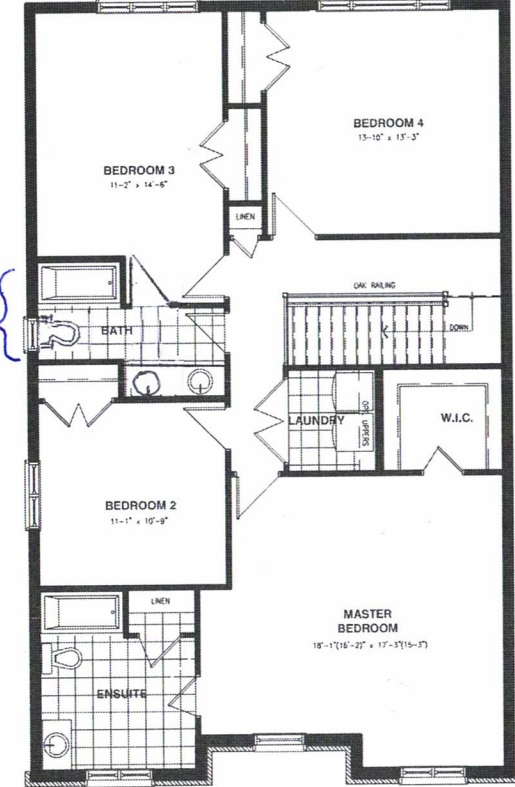 BEDROOM 4
13-10" x 13'-3"
BEDROOM 3
11-2" x 14'-6"
LINEN
OAK RAILING
DOWN
BATH
LAUNDRY
OPT. UPPERS
W.I.C.
BEDROOM 2
11-1" x 10'-9"
LINEN
MASTER
BEDROOM
18'-1"(16'-2)" x 17'-3"(15-3")
ENSUITE